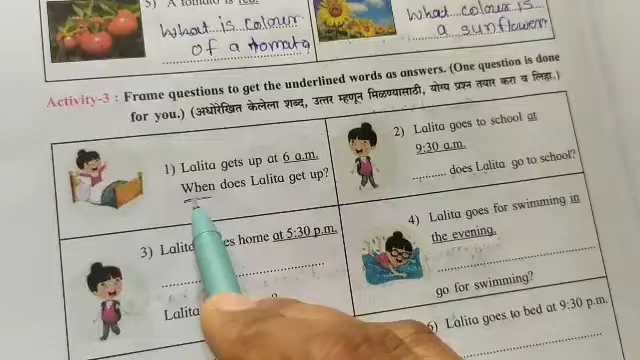 5) A tomato is red.
What is colour
of a tomato
What colour is
a sunflower
Activity-3 : Frame questions to get the underlined words as answers. (One question is done
for you.) (अधोरेखित केलेला शब्द, उत्तर म्हणून मिळण्यासाठी, योग्य प्रश्न तयार करा व लिहा.)
1) Lalita gets up at 6 a.m.
When does Lalita get up?
2) Lalita goes to school at
9:30 a.m.
.......... does Lalita go to school?
3) home at 5:30 p.m.
Lalita ?
4) Lalita goes for swimming in
the evening.
go for swimming?
6) Lalita goes to bed at 9:30 p.m.